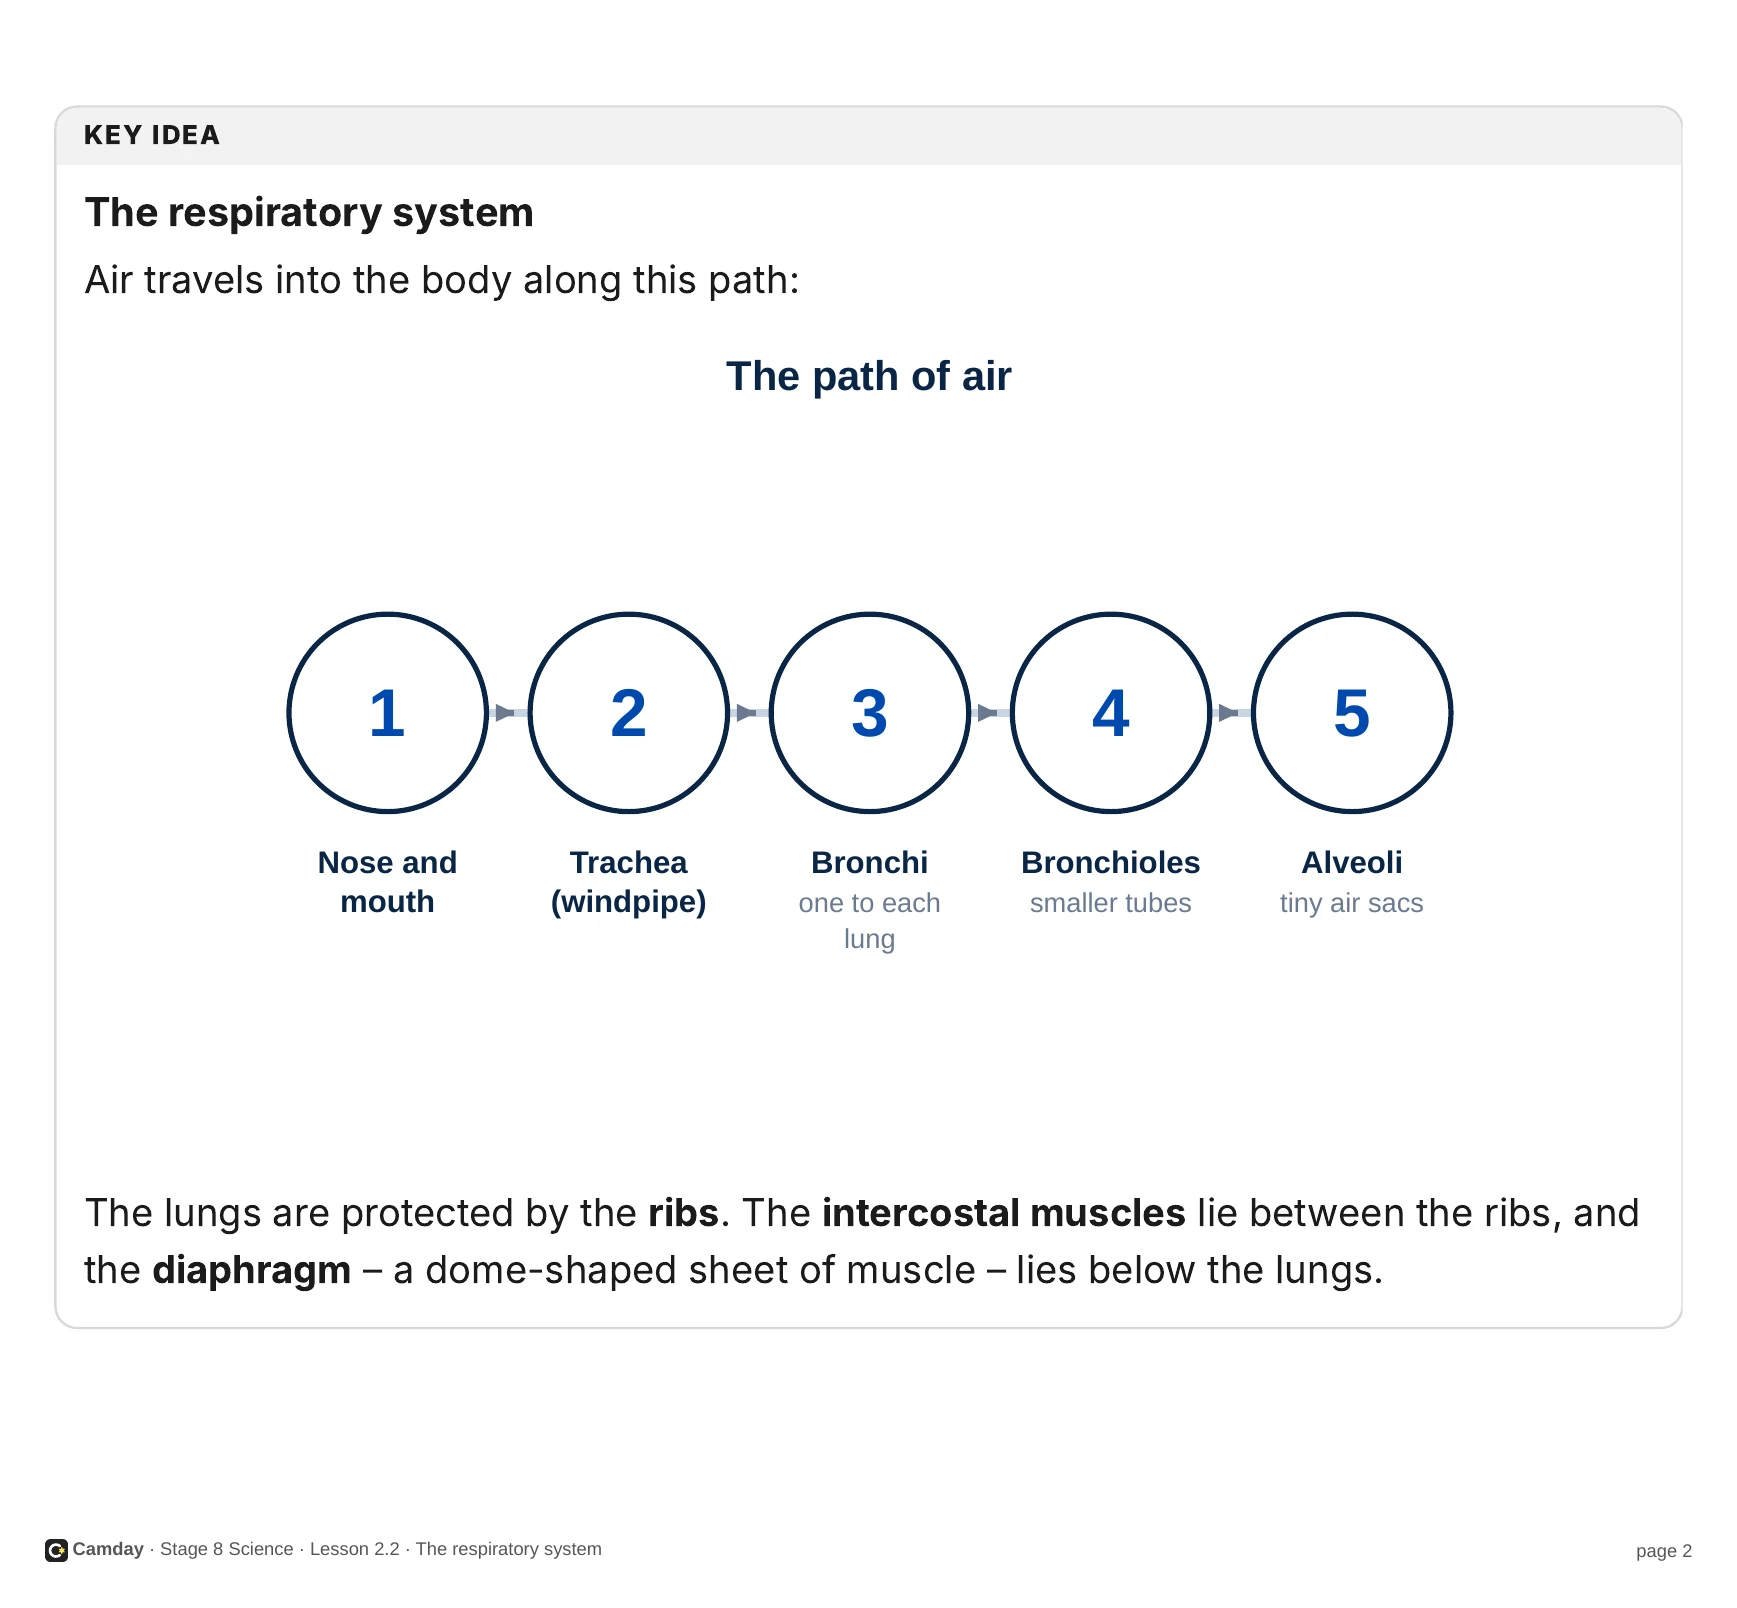 KEY IDEA
The respiratory system
Air travels into the body along this path:
The path of air
1
2
3
4
5
Nose and
mouth
Trachea
(windpipe)
Bronchi
one to each
lung
Bronchioles
smaller tubes
Alveoli
tiny air sacs
The lungs are protected by the ribs. The intercostal muscles lie between the ribs, and
the diaphragm – a dome-shaped sheet of muscle – lies below the lungs.
Camday · Stage 8 Science · Lesson 2.2 · The respiratory system
page 2